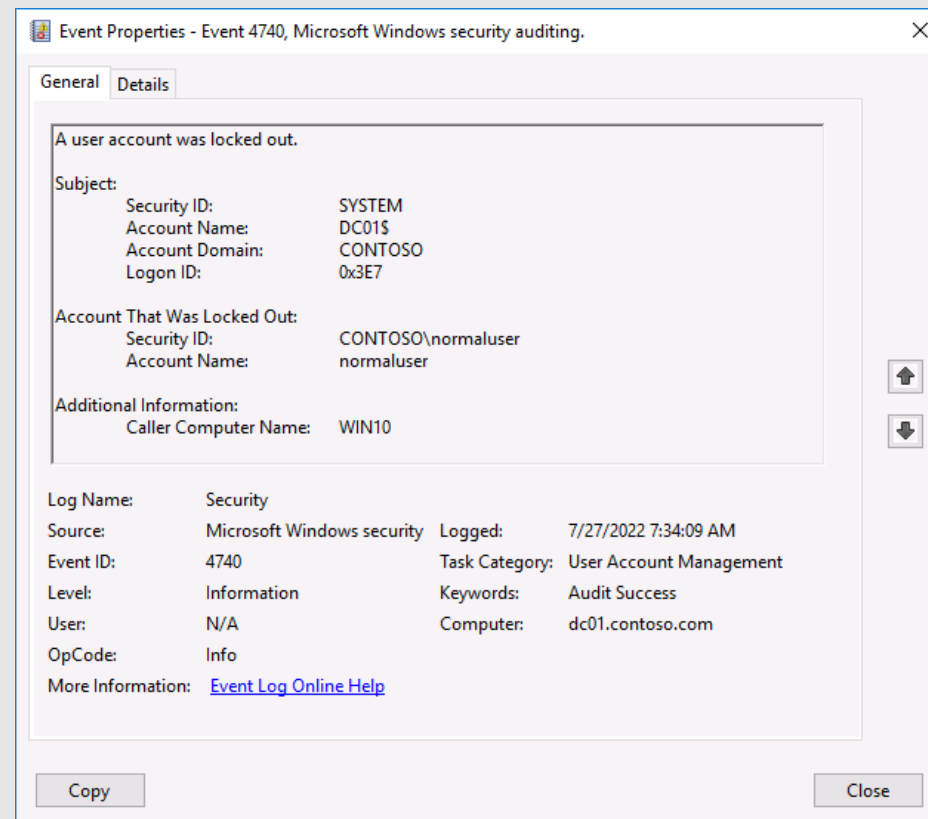 Event Properties - Event 4740, Microsoft Windows security auditing.
General Details
A user account was locked out.
Subject:
Security ID: SYSTEM
Account Name: DC01$
Account Domain: CONTOSO
Logon ID: 0x3E7
Account That Was Locked Out:
Security ID: CONTOSO\normaluser
Account Name: normaluser
Additional Information:
Caller Computer Name: WIN10
Log Name: Security
Source: Microsoft Windows security Logged: 7/27/2022 7:34:09 AM
Event ID: 4740 Task Category: User Account Management
Level: Information Keywords: Audit Success
User: N/A Computer: dc01.contoso.com
OpCode: Info
More Information: Event Log Online Help
Copy Close